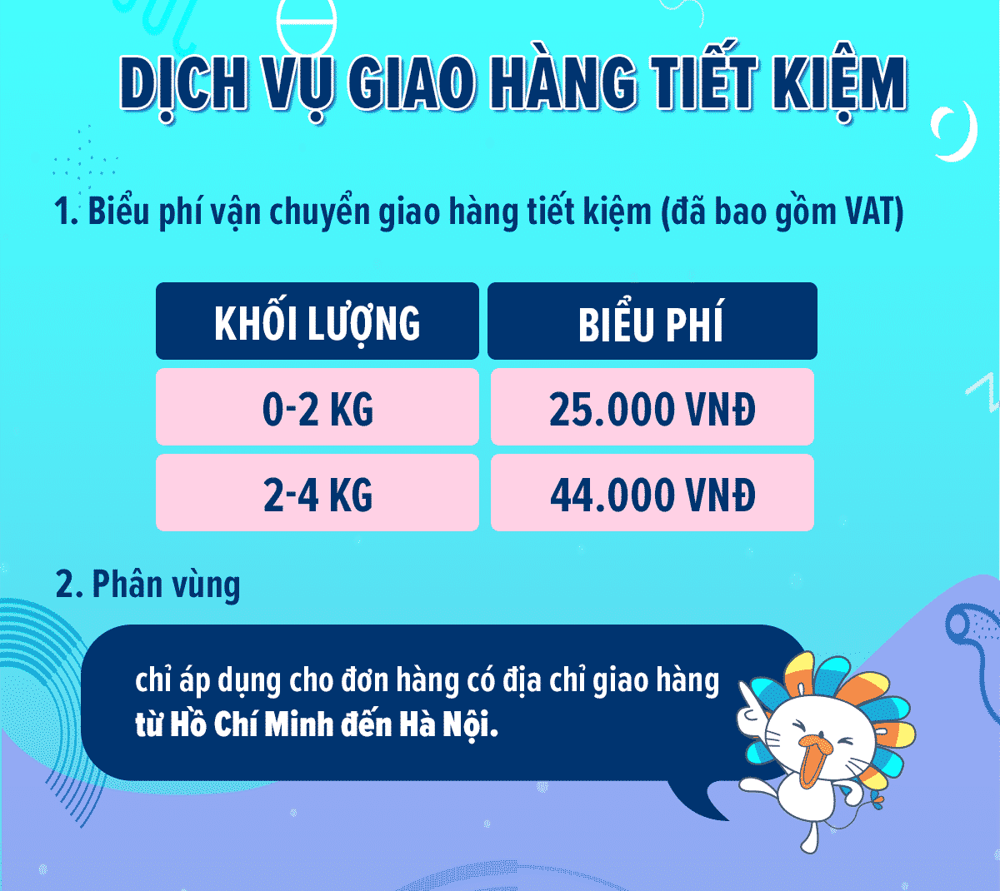 DỊCH VỤ GIAO HÀNG TIẾT KIỆM
1. Biểu phí vận chuyển giao hàng tiết kiệm (đã bao gồm VAT)
KHỐI LƯỢNG BIỂU PHÍ
0-2 KG 25.000 VNĐ
2-4 KG 44.000 VNĐ
2. Phân vùng
chỉ áp dụng cho đơn hàng có địa chỉ giao hàng
từ Hồ Chí Minh đến Hà Nội.